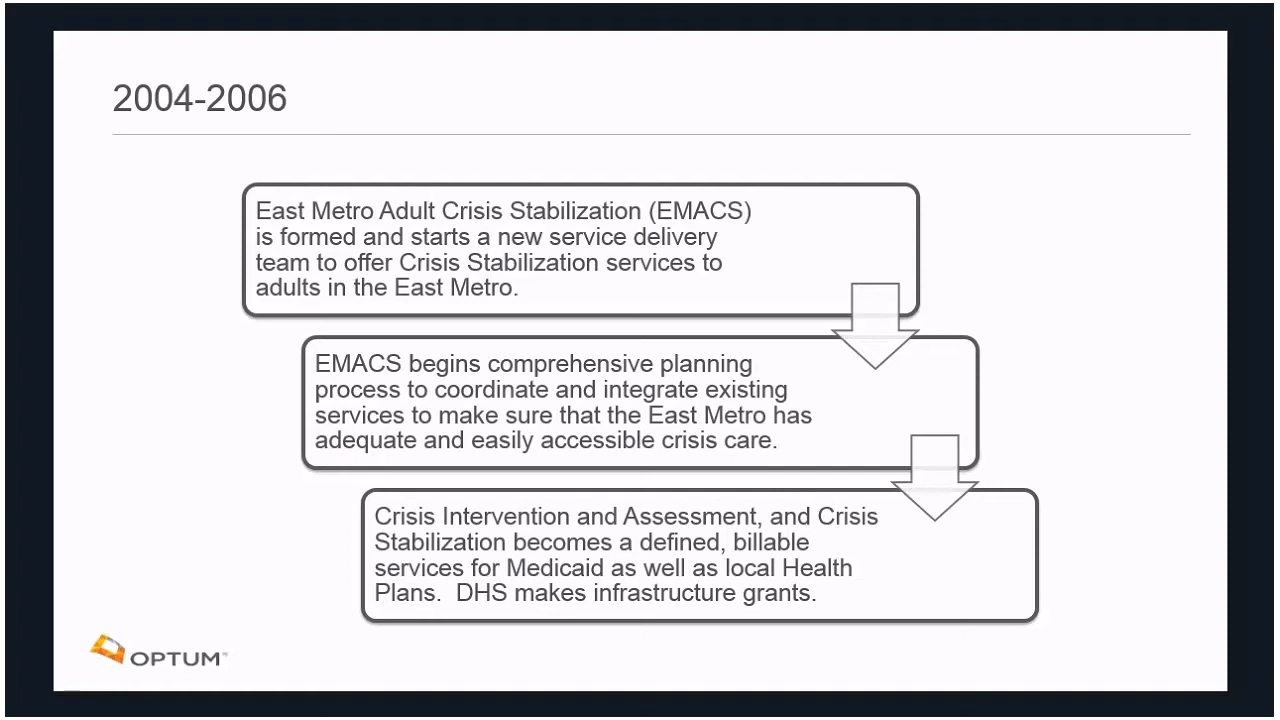 2004-2006
East Metro Adult Crisis Stabilization (EMACS)
is formed and starts a new service delivery
team to offer Crisis Stabilization services to
adults in the East Metro.
EMACS begins comprehensive planning
process to coordinate and integrate existing
services to make sure that the East Metro has
adequate and easily accessible crisis care.
Crisis Intervention and Assessment, and Crisis
Stabilization becomes a defined, billable
services for Medicaid as well as local Health
Plans.  DHS makes infrastructure grants.
OPTUM™